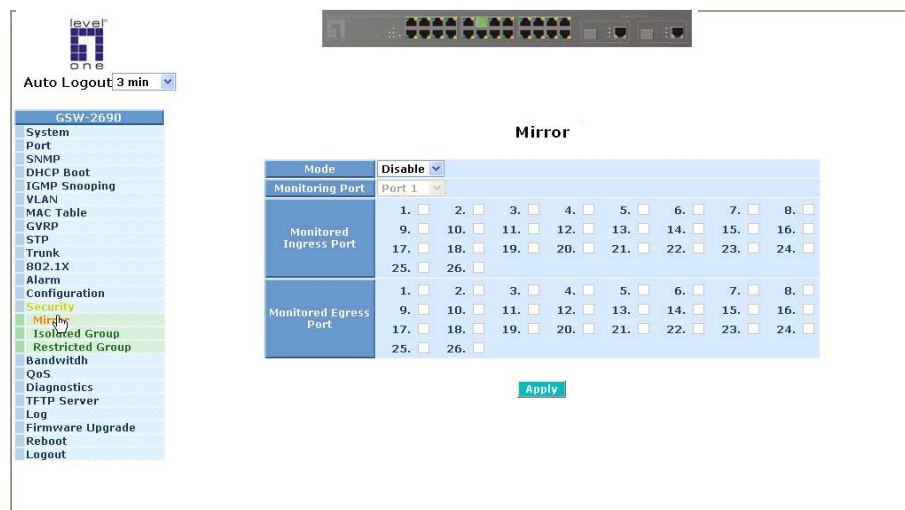 level
one
Auto Logout 3 min
GSW-2690
System
Port
SNMP
DHCP Boot
IGMP Snooping
VLAN
MAC Table
GVRP
STP
Trunk
802.1X
Alarm
Configuration
Security
Mirror
Isolated Group
Restricted Group
Bandwitdh
QoS
Diagnostics
TFTP Server
Log
Firmware Upgrade
Reboot
Logout
Mirror
Mode Disable
Monitoring Port Port 1
Monitored Ingress Port
1. 2. 3. 4. 5. 6. 7. 8.
9. 10. 11. 12. 13. 14. 15. 16.
17. 18. 19. 20. 21. 22. 23. 24.
25. 26.
Monitored Egress Port
1. 2. 3. 4. 5. 6. 7. 8.
9. 10. 11. 12. 13. 14. 15. 16.
17. 18. 19. 20. 21. 22. 23. 24.
25. 26.
Apply